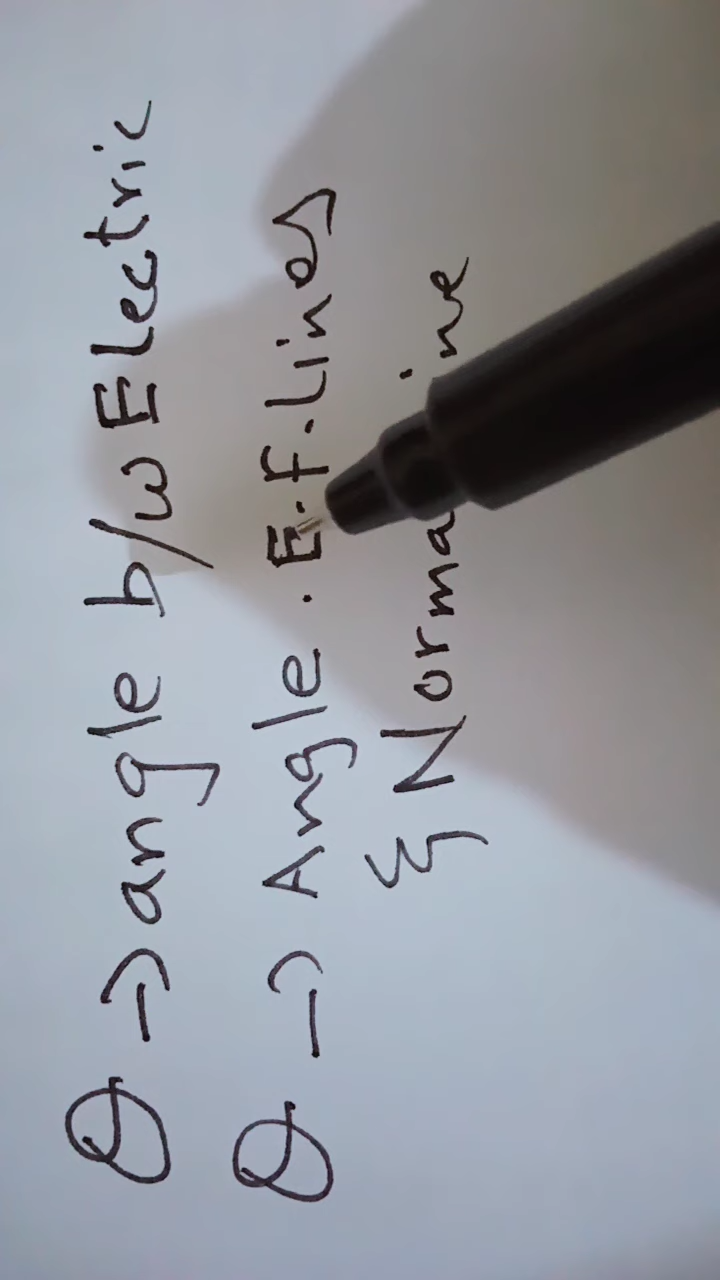 θ → angle b/w Electric
θ → Angle . E.F. Lines
& Norma ine